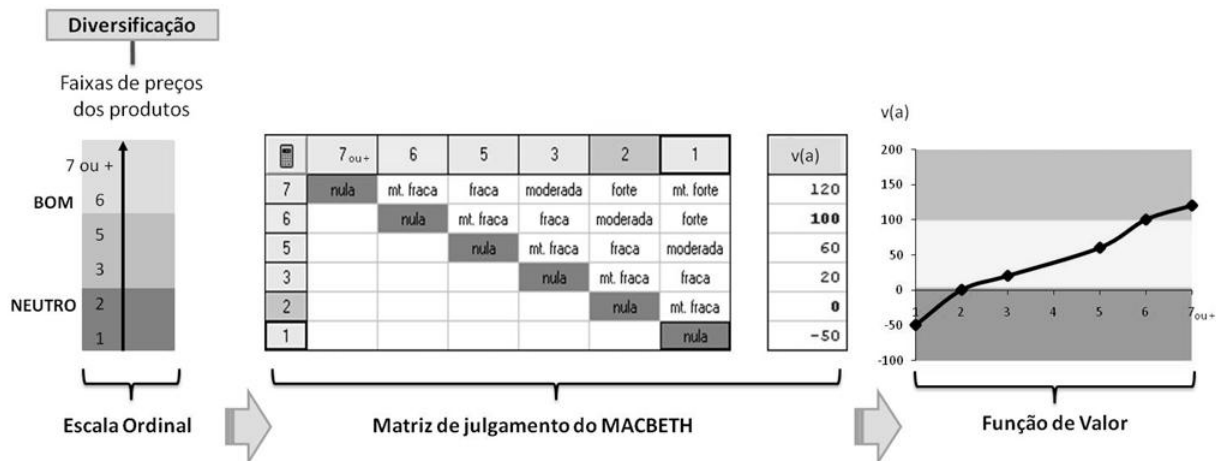 Diversificação
Faixas de preços
dos produtos
7 ou +
BOM
6
5
3
NEUTRO
2
1
Escala Ordinal
7 ou + 6 5 3 2 1 v(a)
7 nula mt. fraca fraca moderada forte mt. forte 120
6 nula mt. fraca fraca moderada forte 100
5 nula mt. fraca fraca moderada 60
3 nula mt. fraca fraca 20
2 nula mt. fraca 0
1 nula -50
Matriz de julgamento do MACBETH
v(a)
200
150
100
50
0
-50
-100
1 2 3 4 5 6 7 ou +
Função de Valor